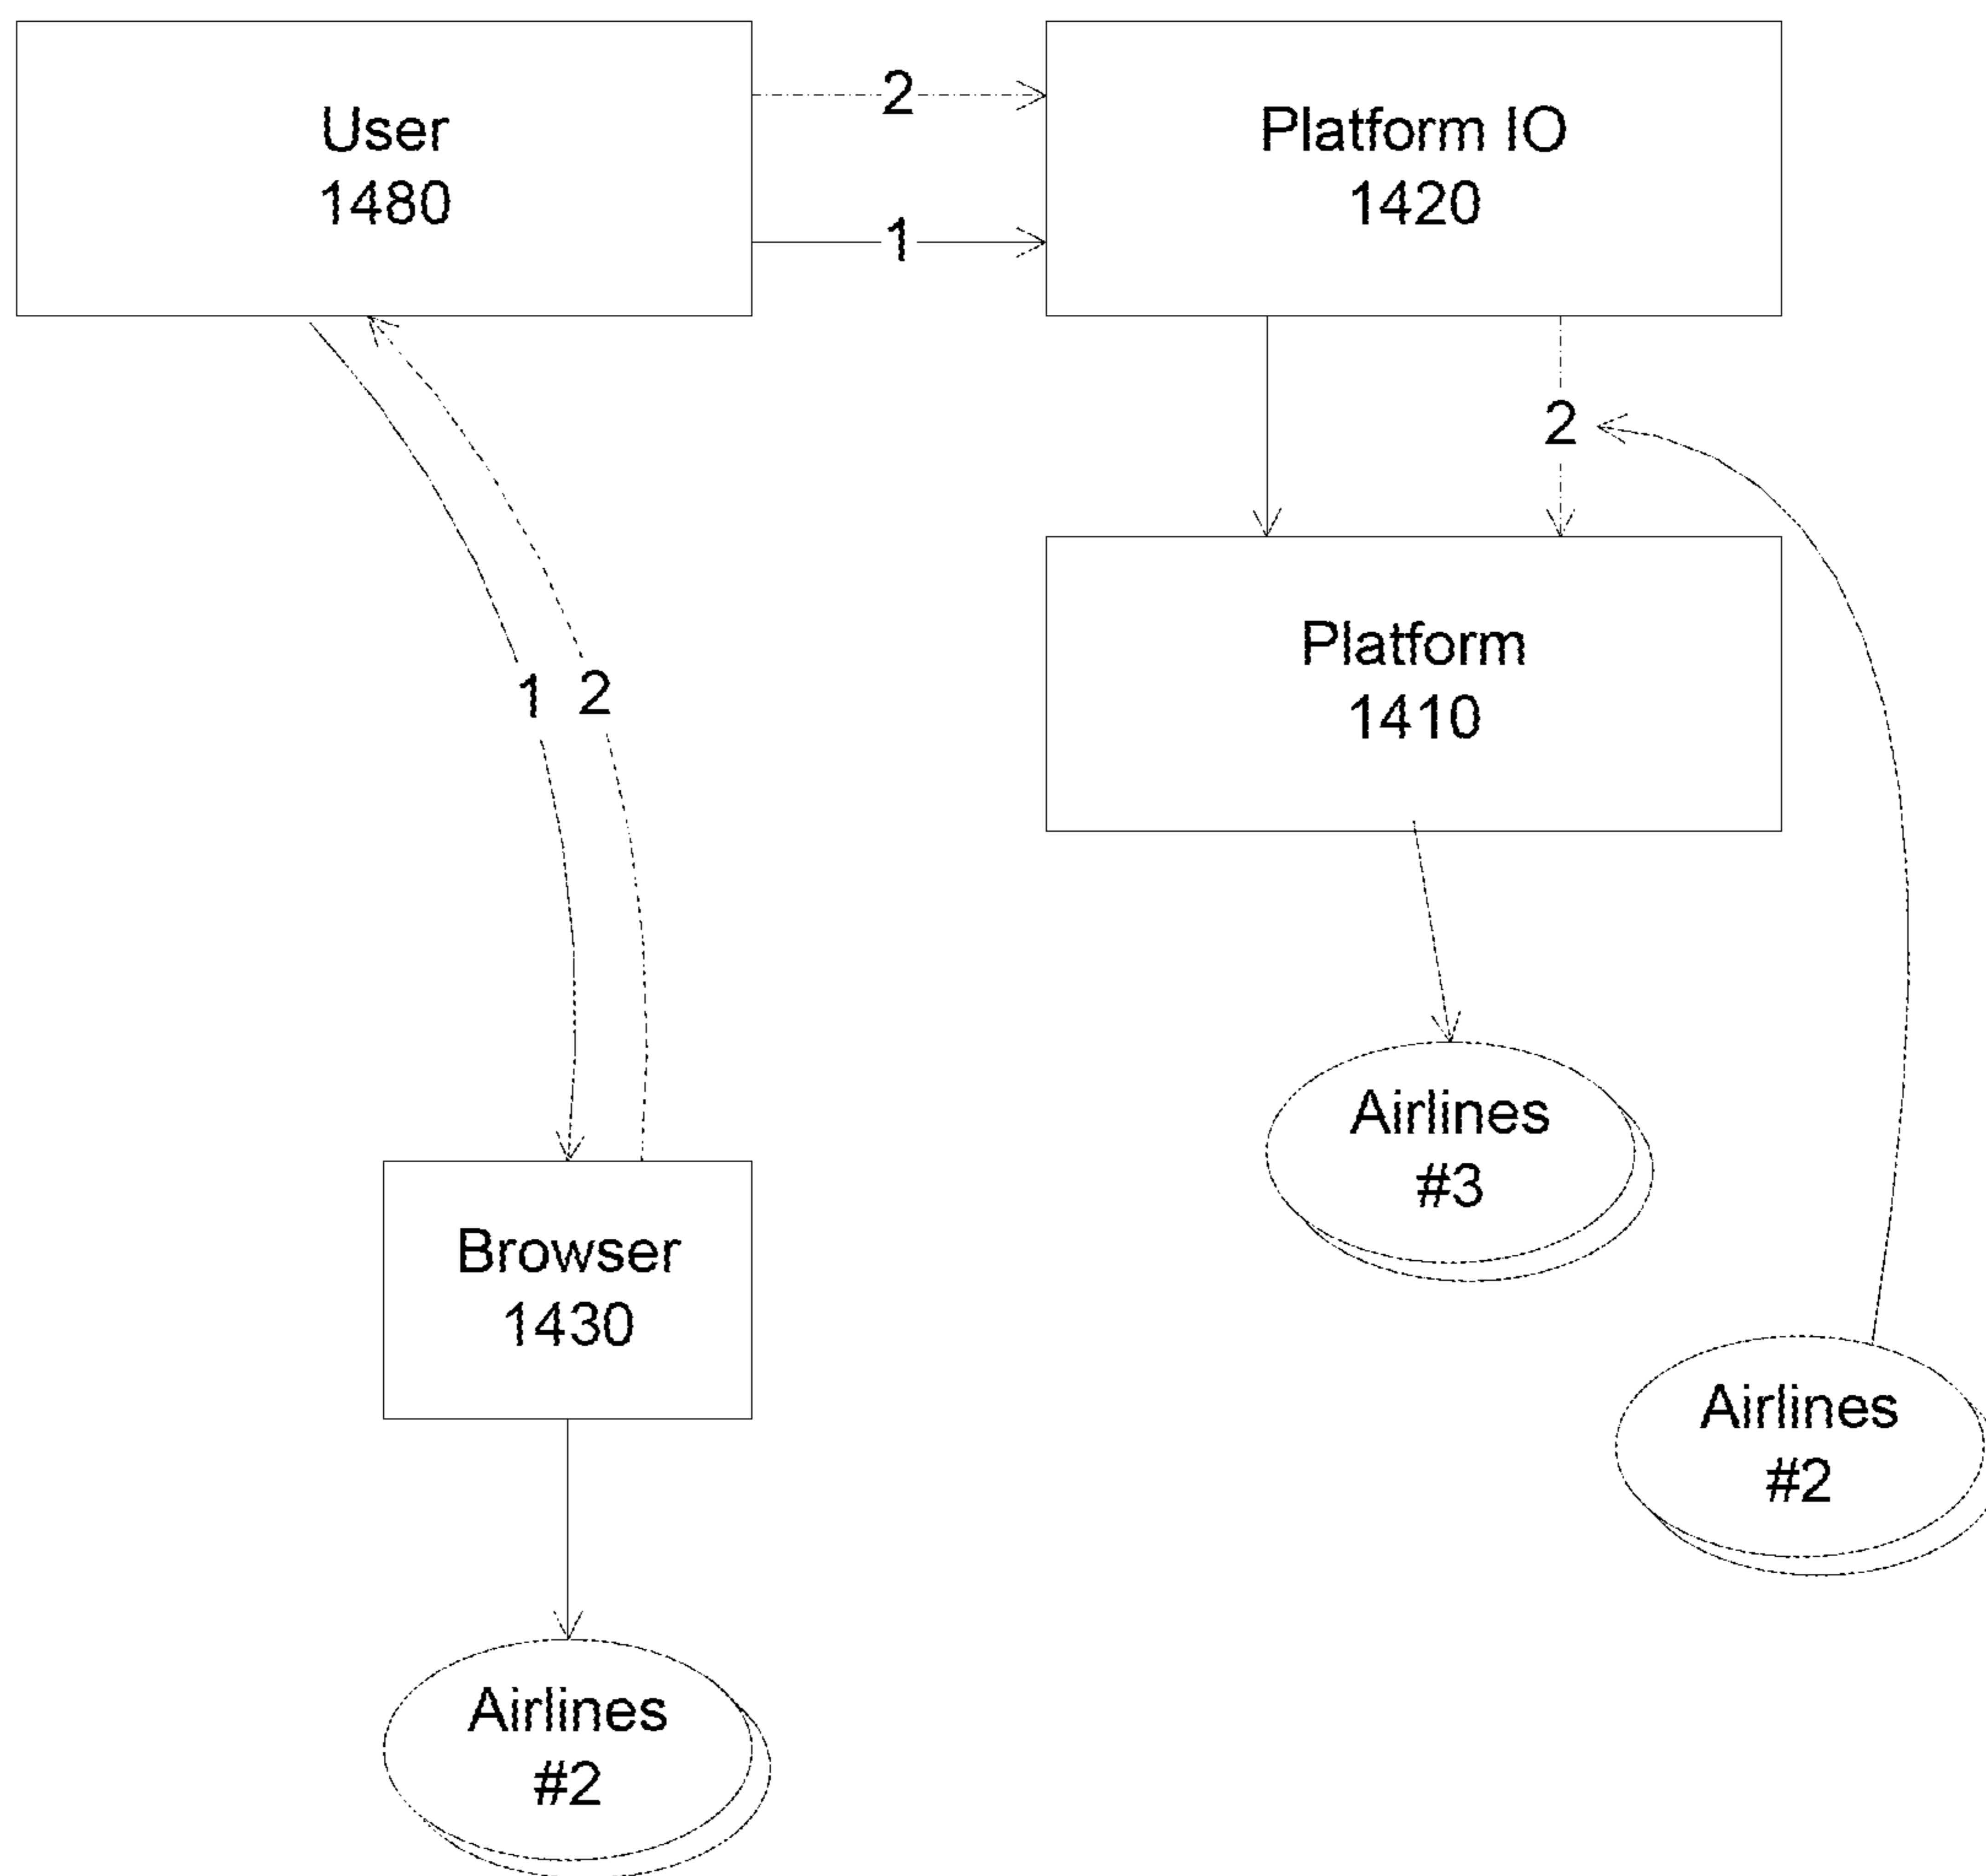 User
1480
2
1
Platform IO
1420
2
Platform
1410
1
2
Airlines
#3
Browser
1430
Airlines
#2
Airlines
#2